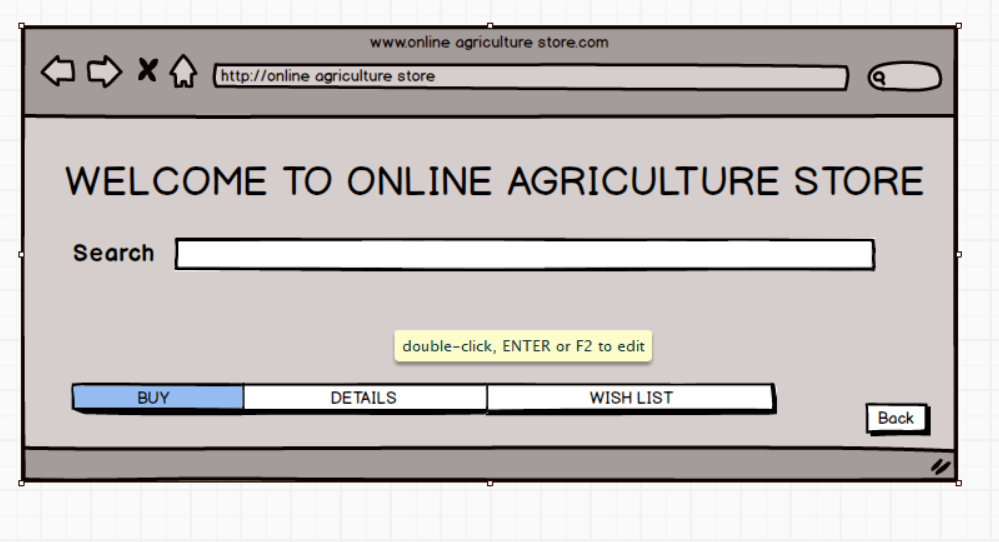 www.online agriculture store.com
http://online agriculture store
WELCOME TO ONLINE AGRICULTURE STORE
Search
double-click, ENTER or F2 to edit
BUY DETAILS WISH LIST
Back